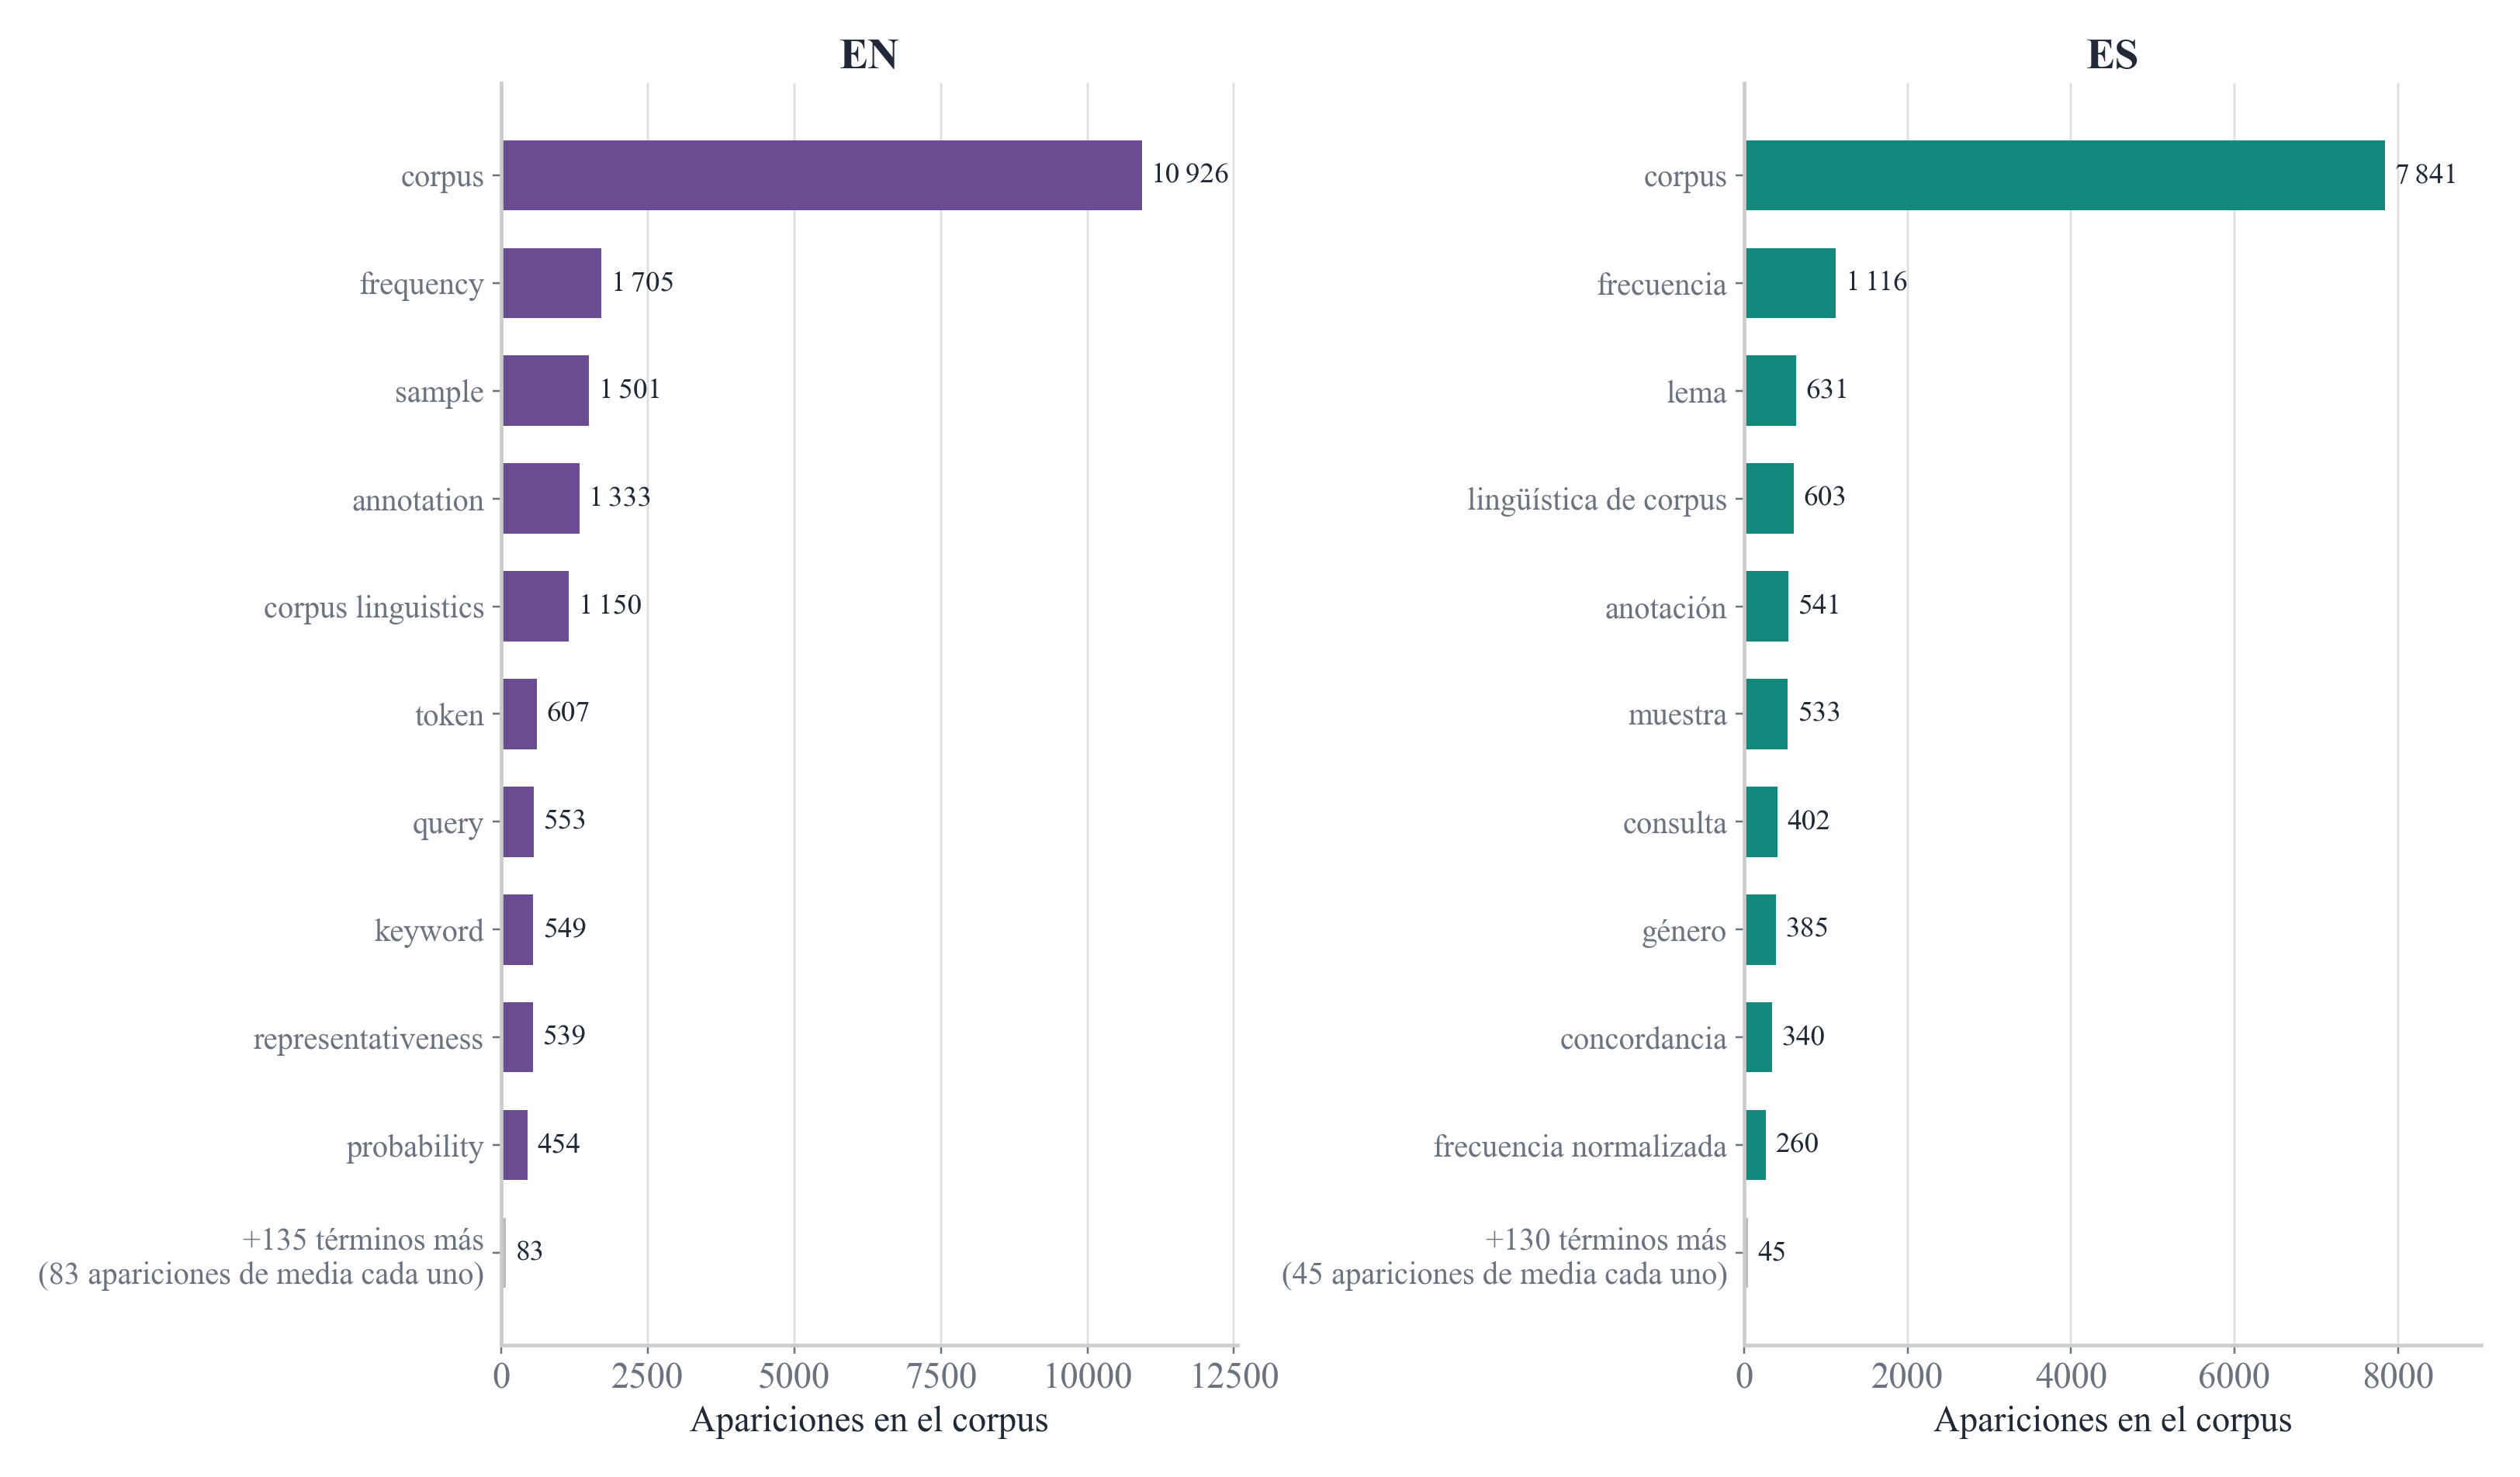 EN
corpus 10 926
frequency 1 705
sample 1 501
annotation 1 333
corpus linguistics 1 150
token 607
query 553
keyword 549
representativeness 539
probability 454
+135 términos más
(83 apariciones de media cada uno) 83
0 2500 5000 7500 10000 12500
Apariciones en el corpus
ES
corpus 7 841
frecuencia 1 116
lema 631
lingüística de corpus 603
anotación 541
muestra 533
consulta 402
género 385
concordancia 340
frecuencia normalizada 260
+130 términos más
(45 apariciones de media cada uno) 45
0 2000 4000 6000 8000
Apariciones en el corpus